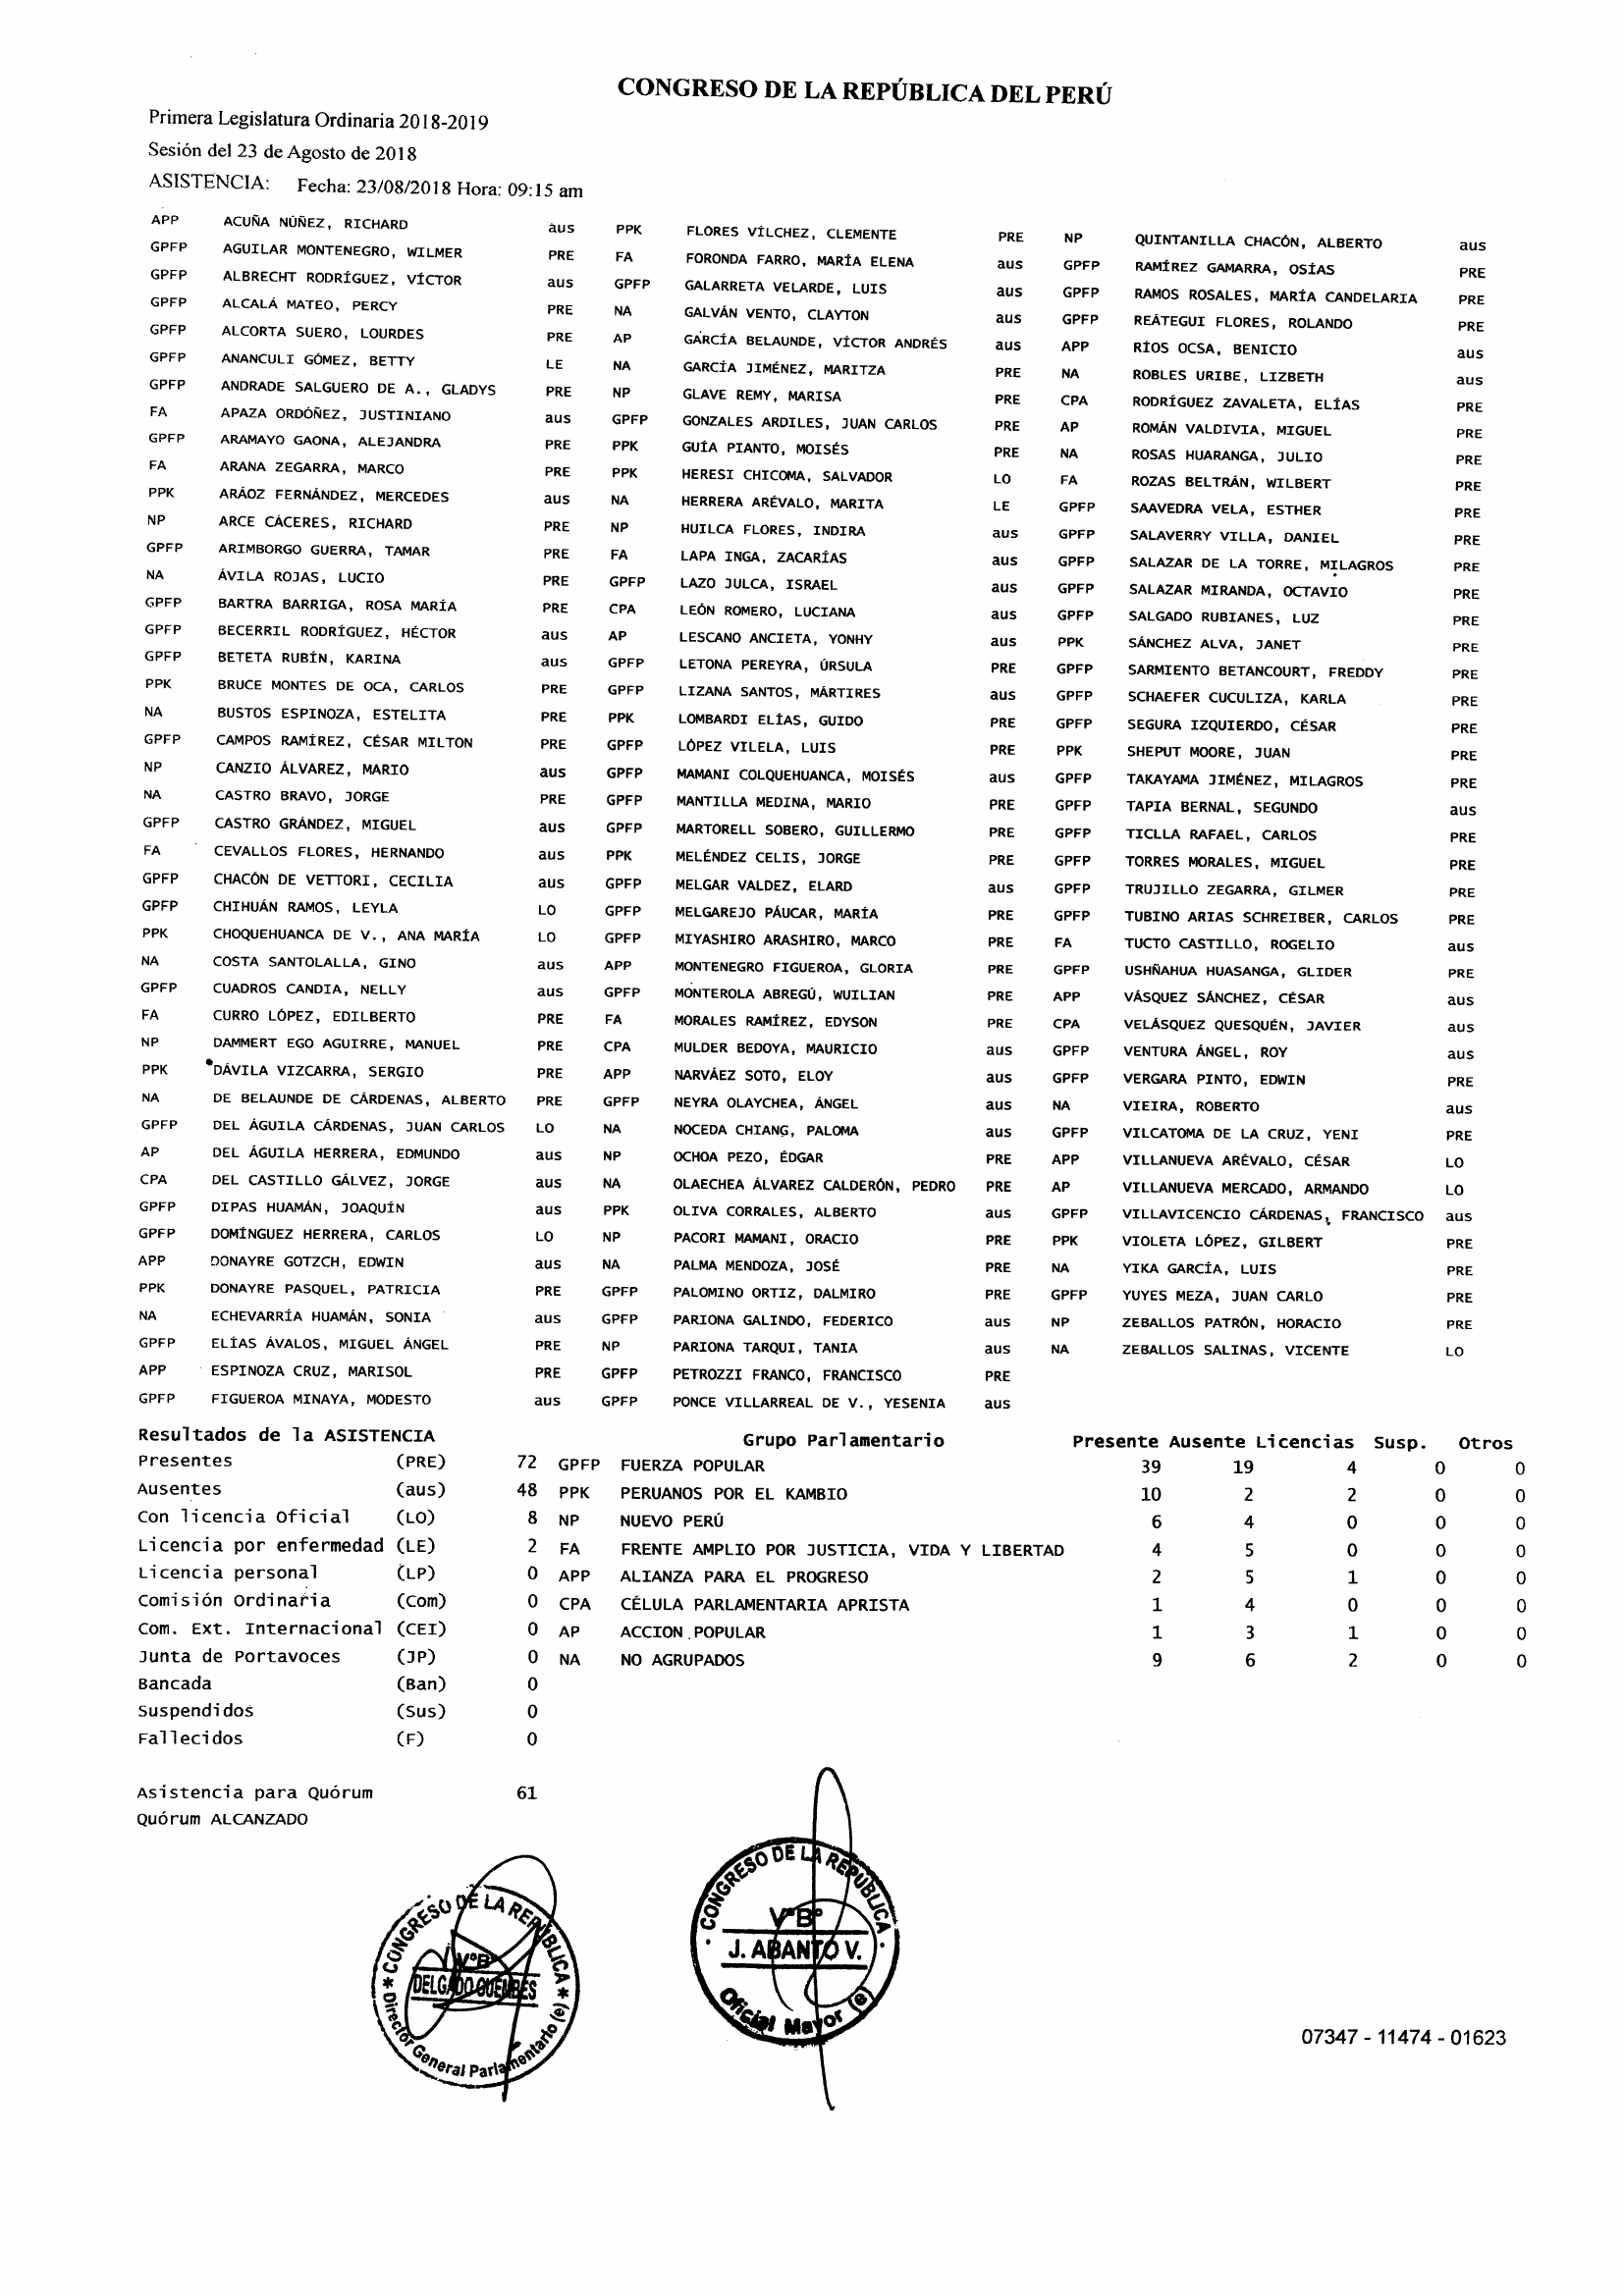 CONGRESO DE LA REPÚBLICA DEL PERÚ
Primera Legislatura Ordinaria 2018-2019
Sesión del 23 de Agosto de 2018
ASISTENCIA: Fecha: 23/08/2018 Hora: 09:15 am
APP ACUÑA NÚÑEZ, RICHARD aus PPK FLORES VÍLCHEZ, CLEMENTE PRE NP QUINTANILLA CHACÓN, ALBERTO aus
GPFP AGUILAR MONTENEGRO, WILMER PRE FA FORONDA FARRO, MARÍA ELENA aus GPFP RAMÍREZ GAMARRA, OSÍAS PRE
GPFP ALBRECHT RODRÍGUEZ, VÍCTOR aus GPFP GALARRETA VELARDE, LUIS aus GPFP RAMOS ROSALES, MARÍA CANDELARIA PRE
GPFP ALCALÁ MATEO, PERCY PRE NA GALVÁN VENTO, CLAYTON aus GPFP REÁTEGUI FLORES, ROLANDO PRE
GPFP ALCORTA SUERO, LOURDES PRE AP GARCÍA BELAUNDE, VÍCTOR ANDRÉS aus APP RÍOS OCSA, BENICIO aus
GPFP ANANCULI GÓMEZ, BETTY LE NA GARCÍA JIMÉNEZ, MARITZA PRE NA ROBLES URIBE, LIZBETH aus
GPFP ANDRADE SALGUERO DE A., GLADYS PRE NP GLAVE REMY, MARISA PRE CPA RODRÍGUEZ ZAVALETA, ELÍAS PRE
FA APAZA ORDÓÑEZ, JUSTINIANO aus GPFP GONZALES ARDILES, JUAN CARLOS PRE AP ROMÁN VALDIVIA, MIGUEL PRE
GPFP ARAMAYO GAONA, ALEJANDRA PRE PPK GUÍA PIANTO, MOISÉS PRE NA ROSAS HUARANGA, JULIO PRE
FA ARANA ZEGARRA, MARCO PRE PPK HERESI CHICOMA, SALVADOR LO FA ROZAS BELTRÁN, WILBERT PRE
PPK ARÁOZ FERNÁNDEZ, MERCEDES aus NA HERRERA ARÉVALO, MARITA LE GPFP SAAVEDRA VELA, ESTHER PRE
NP ARCE CÁCERES, RICHARD PRE NP HUILCA FLORES, INDIRA aus GPFP SALAVERRY VILLA, DANIEL PRE
GPFP ARIMBORGO GUERRA, TAMAR PRE FA LAPA INGA, ZACARÍAS aus GPFP SALAZAR DE LA TORRE, MILAGROS PRE
NA ÁVILA ROJAS, LUCIO PRE GPFP LAZO JULCA, ISRAEL aus GPFP SALAZAR MIRANDA, OCTAVIO PRE
GPFP BARTRA BARRIGA, ROSA MARÍA PRE CPA LEÓN ROMERO, LUCIANA aus GPFP SALGADO RUBIANES, LUZ PRE
GPFP BECERRIL RODRÍGUEZ, HÉCTOR aus AP LESCANO ANCIETA, YONHY aus PPK SÁNCHEZ ALVA, JANET PRE
GPFP BETETA RUBÍN, KARINA aus GPFP LETONA PEREYRA, ÚRSULA PRE GPFP SARMIENTO BETANCOURT, FREDDY PRE
PPK BRUCE MONTES DE OCA, CARLOS PRE GPFP LIZANA SANTOS, MÁRTIRES aus GPFP SCHAEFER CUCULIZA, KARLA PRE
NA BUSTOS ESPINOZA, ESTELITA PRE PPK LOMBARDI ELÍAS, GUIDO PRE GPFP SEGURA IZQUIERDO, CÉSAR PRE
GPFP CAMPOS RAMÍREZ, CÉSAR MILTON PRE GPFP LÓPEZ VILELA, LUIS PRE PPK SHEPUT MOORE, JUAN PRE
NP CANZIO ÁLVAREZ, MARIO aus GPFP MAMANI COLQUEHUANCA, MOISÉS aus GPFP TAKAYAMA JIMÉNEZ, MILAGROS PRE
NA CASTRO BRAVO, JORGE PRE GPFP MANTILLA MEDINA, MARIO PRE GPFP TAPIA BERNAL, SEGUNDO aus
GPFP CASTRO GRÁNDEZ, MIGUEL aus GPFP MARTORELL SOBERO, GUILLERMO PRE GPFP TICLLA RAFAEL, CARLOS PRE
FA CEVALLOS FLORES, HERNANDO aus PPK MELÉNDEZ CELIS, JORGE PRE GPFP TORRES MORALES, MIGUEL PRE
GPFP CHACÓN DE VETTORI, CECILIA aus GPFP MELGAR VALDEZ, ELARD aus GPFP TRUJILLO ZEGARRA, GILMER PRE
GPFP CHIHUÁN RAMOS, LEYLA LO GPFP MELGAREJO PÁUCAR, MARÍA PRE GPFP TUBINO ARIAS SCHREIBER, CARLOS PRE
PPK CHOQUEHUANCA DE V., ANA MARÍA LO GPFP MIYASHIRO ARASHIRO, MARCO PRE FA TUCTO CASTILLO, ROGELIO aus
NA COSTA SANTOLALLA, GINO aus APP MONTENEGRO FIGUEROA, GLORIA PRE GPFP USHÑAHUA HUASANGA, GLIDER PRE
GPFP CUADROS CANDIA, NELLY aus GPFP MONTEROLA ABREGÚ, WUILIAN PRE APP VÁSQUEZ SÁNCHEZ, CÉSAR aus
FA CURRO LÓPEZ, EDILBERTO PRE FA MORALES RAMÍREZ, EDYSON PRE CPA VELÁSQUEZ QUESQUÉN, JAVIER aus
NP DAMMERT EGO AGUIRRE, MANUEL PRE CPA MULDER BEDOYA, MAURICIO aus GPFP VENTURA ÁNGEL, ROY aus
PPK DÁVILA VIZCARRA, SERGIO PRE APP NARVÁEZ SOTO, ELOY aus GPFP VERGARA PINTO, EDWIN PRE
NA DE BELAUNDE DE CÁRDENAS, ALBERTO PRE GPFP NEYRA OLAYCHEA, ÁNGEL aus NA VIEIRA, ROBERTO aus
GPFP DEL ÁGUILA CÁRDENAS, JUAN CARLOS LO NA NOCEDA CHIANG, PALOMA aus GPFP VILCATOMA DE LA CRUZ, YENI PRE
AP DEL ÁGUILA HERRERA, EDMUNDO aus NP OCHOA PEZO, ÉDGAR PRE APP VILLANUEVA ARÉVALO, CÉSAR LO
CPA DEL CASTILLO GÁLVEZ, JORGE aus NA OLAECHEA ÁLVAREZ CALDERÓN, PEDRO PRE AP VILLANUEVA MERCADO, ARMANDO LO
GPFP DIPAS HUAMÁN, JOAQUÍN aus PPK OLIVA CORRALES, ALBERTO aus GPFP VILLAVICENCIO CÁRDENAS, FRANCISCO aus
GPFP DOMÍNGUEZ HERRERA, CARLOS LO NP PACORI MAMANI, ORACIO PRE PPK VIOLETA LÓPEZ, GILBERT PRE
APP DONAYRE GOTZCH, EDWIN aus NA PALMA MENDOZA, JOSÉ PRE NA YIKA GARCÍA, LUIS PRE
PPK DONAYRE PASQUEL, PATRICIA PRE GPFP PALOMINO ORTIZ, DALMIRO PRE GPFP YUYES MEZA, JUAN CARLO PRE
NA ECHEVARRÍA HUAMÁN, SONIA aus GPFP PARIONA GALINDO, FEDERICO aus NP ZEBALLOS PATRÓN, HORACIO PRE
GPFP ELÍAS ÁVALOS, MIGUEL ÁNGEL PRE NP PARIONA TARQUI, TANIA aus NA ZEBALLOS SALINAS, VICENTE LO
APP ESPINOZA CRUZ, MARISOL PRE GPFP PETROZZI FRANCO, FRANCISCO PRE
GPFP FIGUEROA MINAYA, MODESTO aus GPFP PONCE VILLARREAL DE V., YESENIA aus
Resultados de la ASISTENCIA Grupo Parlamentario Presente Ausente Licencias Susp. Otros
Presentes (PRE) 72 GPFP FUERZA POPULAR 39 19 4 0 0
Ausentes (aus) 48 PPK PERUANOS POR EL KAMBIO 10 2 2 0 0
Con licencia Oficial (LO) 8 NP NUEVO PERÚ 6 4 0 0 0
Licencia por enfermedad (LE) 2 FA FRENTE AMPLIO POR JUSTICIA, VIDA Y LIBERTAD 4 5 0 0 0
Licencia personal (LP) 0 APP ALIANZA PARA EL PROGRESO 2 5 1 0 0
Comisión Ordinaria (Com) 0 CPA CÉLULA PARLAMENTARIA APRISTA 1 4 0 0 0
Com. Ext. Internacional (CEI) 0 AP ACCION POPULAR 1 3 1 0 0
Junta de Portavoces (JP) 0 NA NO AGRUPADOS 9 6 2 0 0
Bancada (Ban) 0
Suspendidos (Sus) 0
Fallecidos (F) 0
Asistencia para Quórum 61
Quórum ALCANZADO
CONGRESO DE LA REPÚBLICA
V°B°
J. ABANTO V.
Oficial Mayor (e)
CONGRESO DE LA REPÚBLICA
V°B°
DELGADO GUEMBES
Director General Parlamentario (e)
07347 - 11474 - 01623